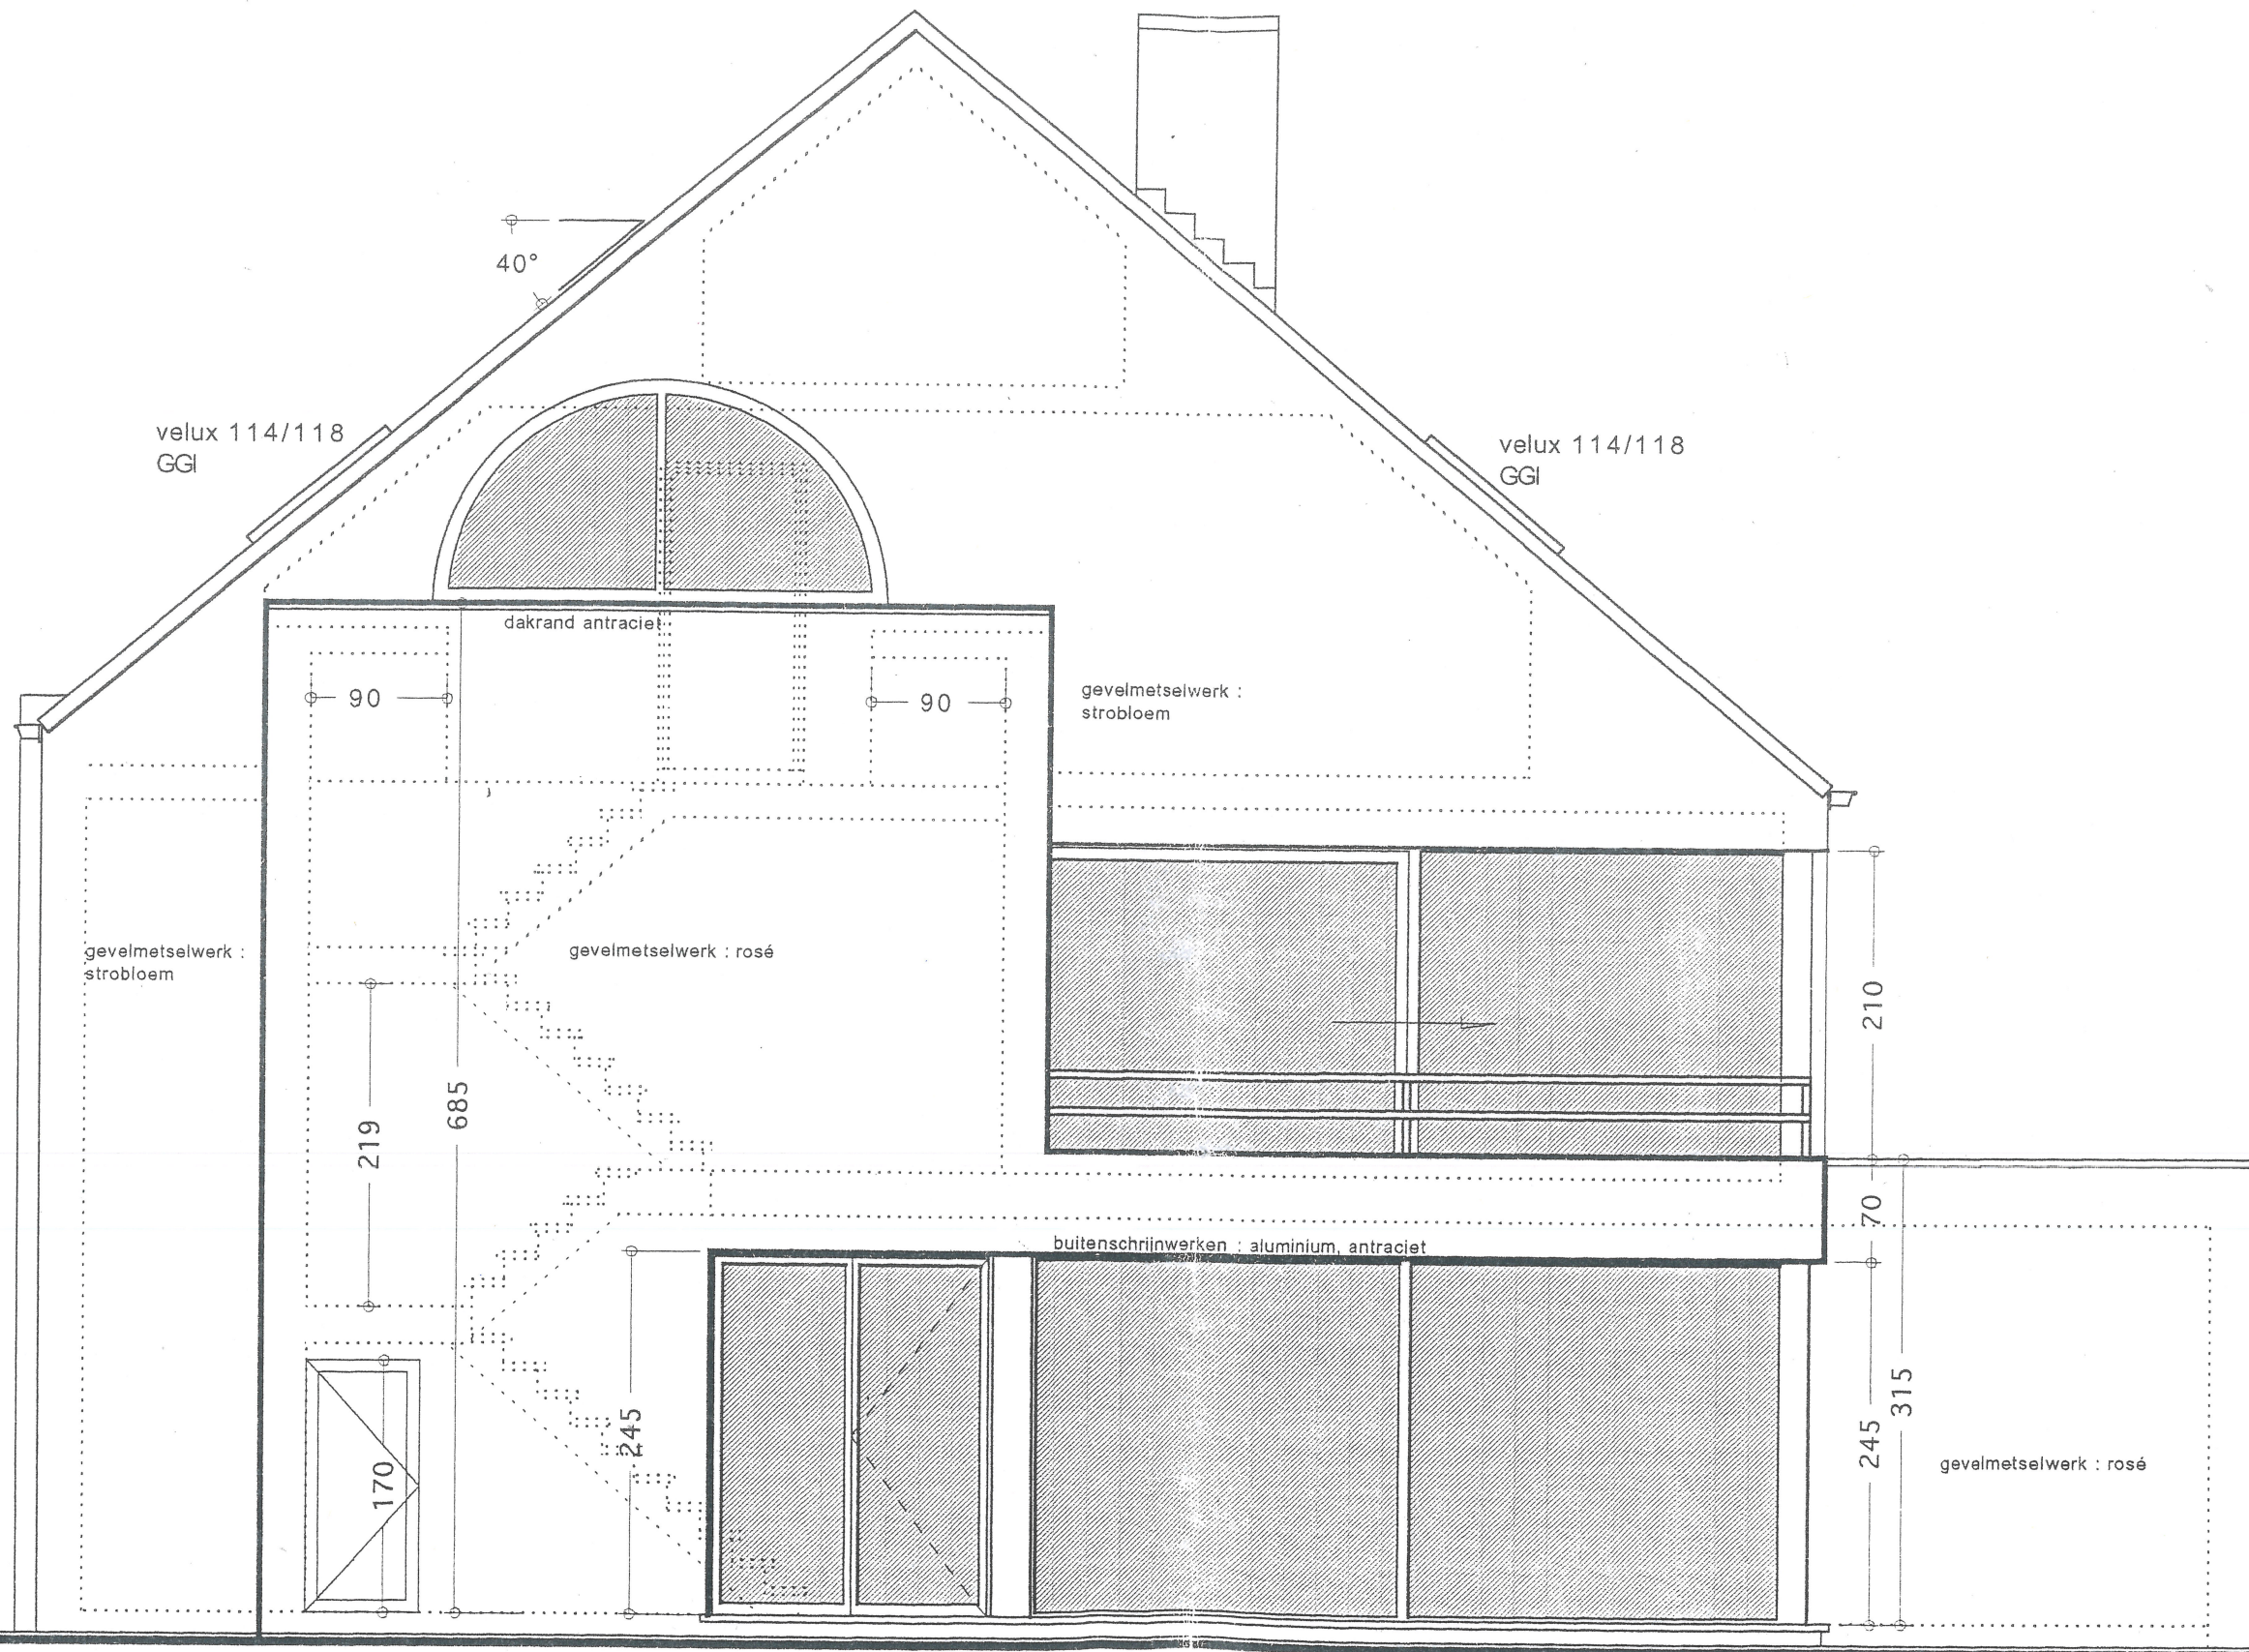 40°
velux 114/118
GGI
velux 114/118
GGI
dakrand antraciet
90
90
gevelmetselwerk :
strobloem
gevelmetselwerk :
strobloem
gevelmetselwerk : rosé
210
685
219
70
buitenschrijnwerken : aluminium, antraciet
315
245
245
170
gevelmetselwerk : rosé